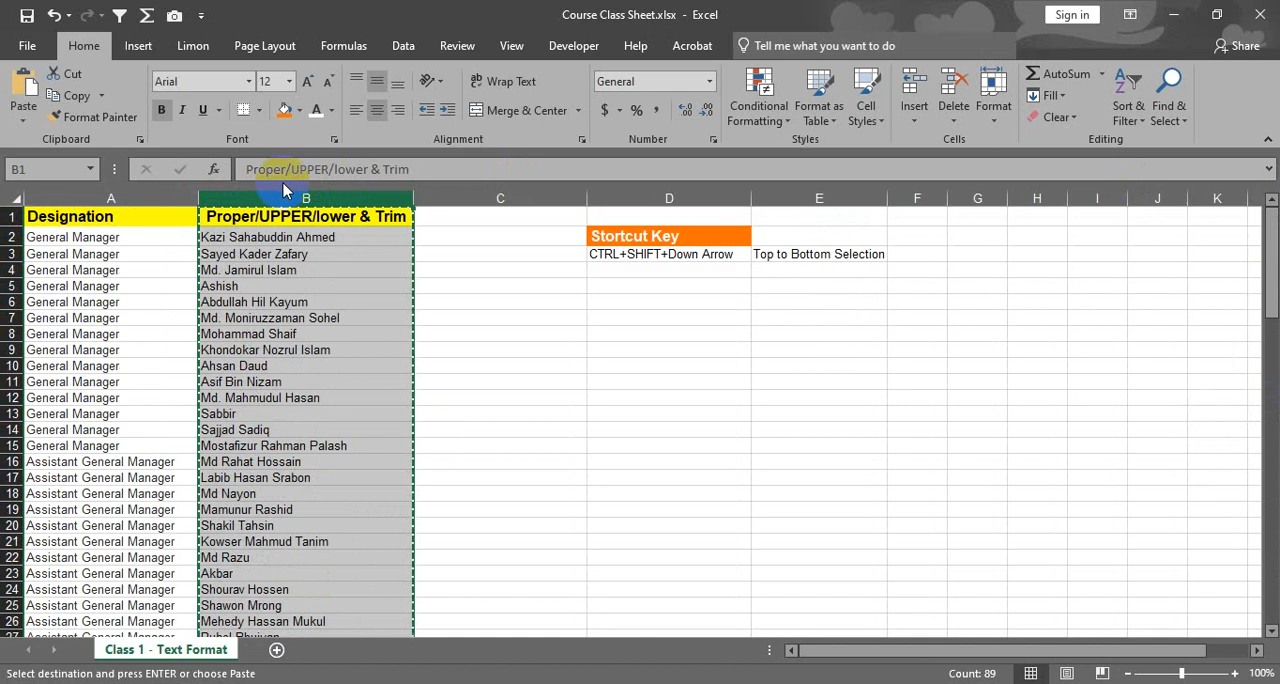 Course Class Sheet.xlsx - Excel
Sign in
File Home Insert Limon Page Layout Formulas Data Review View Developer Help Acrobat Tell me what you want to do Share
Paste
Cut
Copy
Format Painter
Clipboard
Arial 12
B I U
Font
Wrap Text
Merge & Center
Alignment
General
$ % ,
Number
Conditional Formatting
Format as Table
Cell Styles
Styles
Insert
Delete
Format
Cells
AutoSum
Fill
Clear
Sort & Filter
Find & Select
Editing
B1 fx Proper/UPPER/lower & Trim
A B C D E F G H I J K
1 Designation Proper/UPPER/lower & Trim
2 General Manager Kazi Sahabuddin Ahmed Stortcut Key
3 General Manager Sayed Kader Zafary CTRL+SHIFT+Down Arrow Top to Bottom Selection
4 General Manager Md. Jamirul Islam
5 General Manager Ashish
6 General Manager Abdullah Hil Kayum
7 General Manager Md. Moniruzzaman Sohel
8 General Manager Mohammad Shaif
9 General Manager Khondokar Nozrul Islam
10 General Manager Ahsan Daud
11 General Manager Asif Bin Nizam
12 General Manager Md. Mahmudul Hasan
13 General Manager Sabbir
14 General Manager Sajjad Sadiq
15 General Manager Mostafizur Rahman Palash
16 Assistant General Manager Md Rahat Hossain
17 Assistant General Manager Labib Hasan Srabon
18 Assistant General Manager Md Nayon
19 Assistant General Manager Mamunur Rashid
20 Assistant General Manager Shakil Tahsin
21 Assistant General Manager Kowser Mahmud Tanim
22 Assistant General Manager Md Razu
23 Assistant General Manager Akbar
24 Assistant General Manager Shourav Hossen
25 Assistant General Manager Shawon Mrong
26 Assistant General Manager Mehedy Hassan Mukul
27 Assistant General Manager
Class 1 - Text Format
Select destination and press ENTER or choose Paste Count: 89 100%